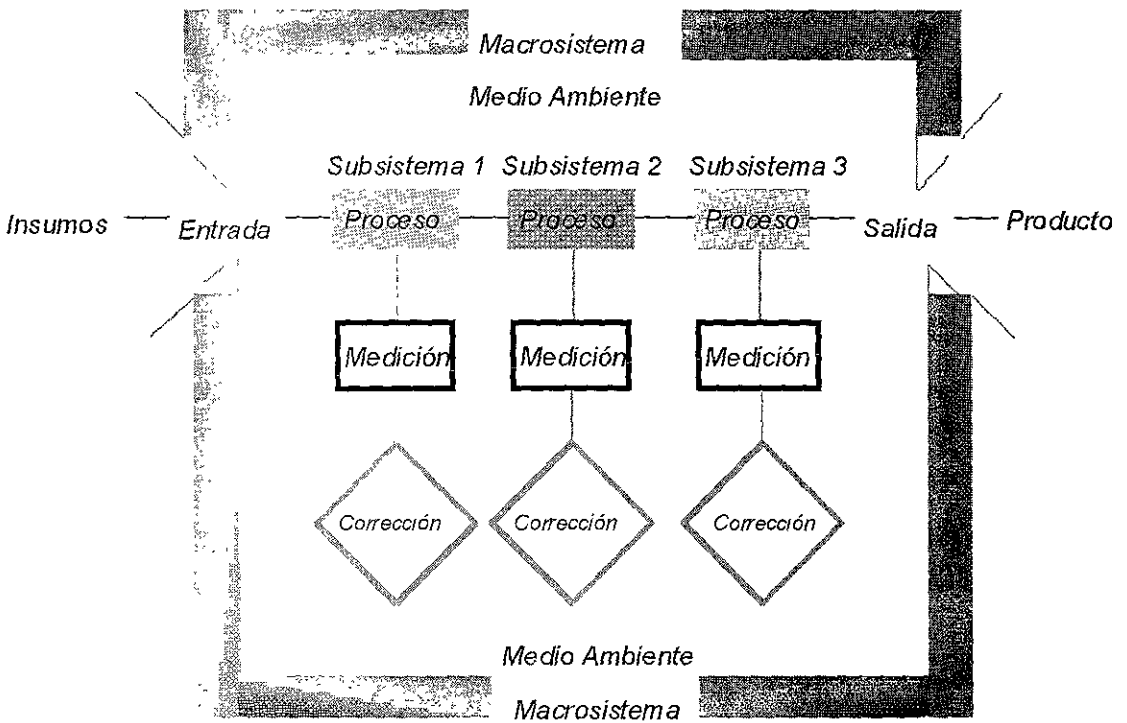 Macrosistema
Medio Ambiente
Subsistema 1 Subsistema 2 Subsistema 3
Insumos Entrada Proceso Proceso Proceso Salida Producto
Medición Medición Medición
Corrección Corrección Corrección
Medio Ambiente
Macrosistema